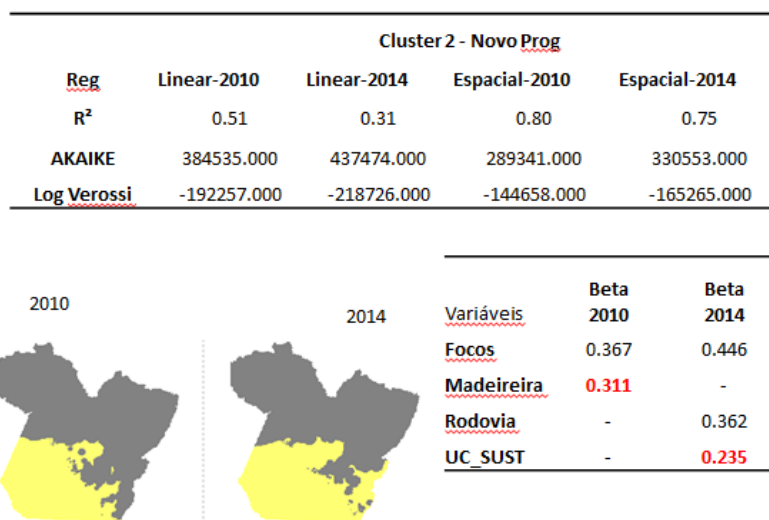 Cluster 2 - Novo Prog
Reg Linear-2010 Linear-2014 Espacial-2010 Espacial-2014
R² 0.51 0.31 0.80 0.75
AKAIKE 384535.000 437474.000 289341.000 330553.000
Log Verossi -192257.000 -218726.000 -144658.000 -165265.000
2010
2014
Variáveis Beta 2010 Beta 2014
Focos 0.367 0.446
Madeireira 0.311 -
Rodovia - 0.362
UC_SUST - 0.235